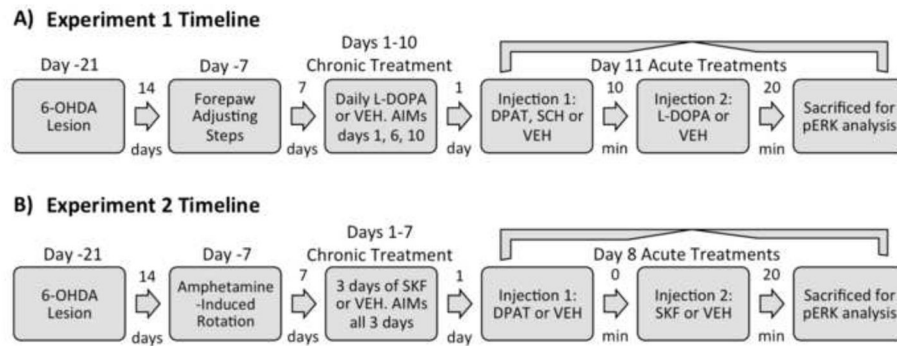 A) Experiment 1 Timeline
Days 1-10
Day -21
Day -7
Chronic Treatment
Day 11 Acute Treatments
6-OHDA
Lesion
14
days
Forepaw
Adjusting
Steps
7
days
Daily L-DOPA
or VEH. AIMs
days 1, 6, 10
1
day
Injection 1:
DPAT, SCH or
VEH
10
min
Injection 2:
L-DOPA or
VEH
20
min
Sacrificed for
pERK analysis
B) Experiment 2 Timeline
Days 1-7
Day -21
Day -7
Chronic Treatment
Day 8 Acute Treatments
6-OHDA
Lesion
14
days
Amphetamine
-Induced
Rotation
7
days
3 days of SKF
or VEH. AIMs
all 3 days
1
day
Injection 1:
DPAT or VEH
0
min
Injection 2:
SKF or VEH
20
min
Sacrificed for
pERK analysis